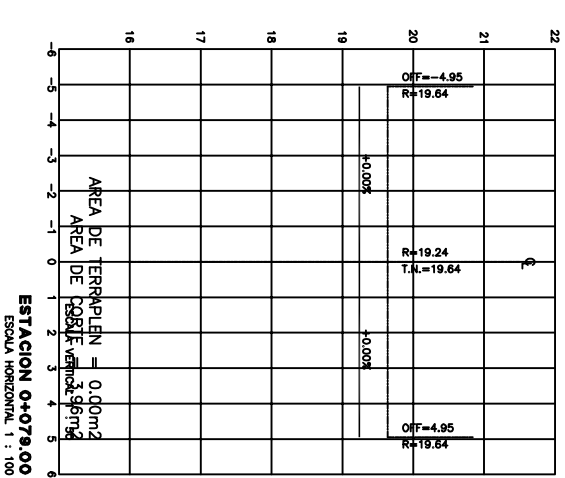 22
21
20
19
18
17
16
15
-6
-5
-4
-3
-2
-1
0
1
2
3
4
5
6
OFF=-4.95
R=19.64
+0.00%
R=19.24
T.N.=19.64
CL
+0.00%
OFF=4.95
R=19.64
AREA DE TERRAPLEN = 0.00m2
AREA DE CORTE = 3.96m2
ESCALA VERTICAL 1 : 50
ESTACION 0+079.00
ESCALA HORIZONTAL 1 : 100